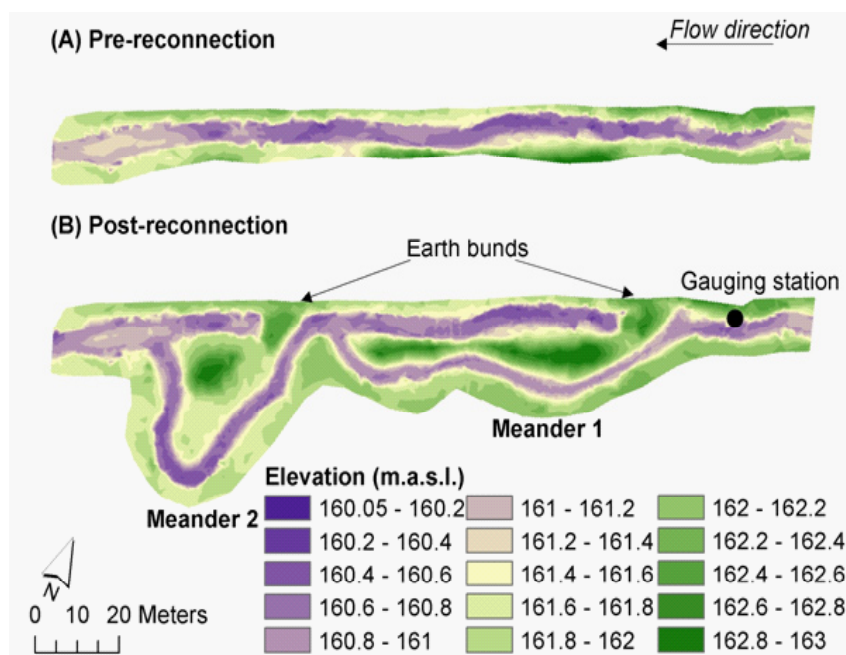 (A) Pre-reconnection
Flow direction
(B) Post-reconnection
Earth bunds
Gauging station
Meander 1
Meander 2
Elevation (m.a.s.l.)
160.05 - 160.2
161 - 161.2
162 - 162.2
160.2 - 160.4
161.2 - 161.4
162.2 - 162.4
160.4 - 160.6
161.4 - 161.6
162.4 - 162.6
160.6 - 160.8
161.6 - 161.8
162.6 - 162.8
160.8 - 161
161.8 - 162
162.8 - 163
N
0 10 20 Meters